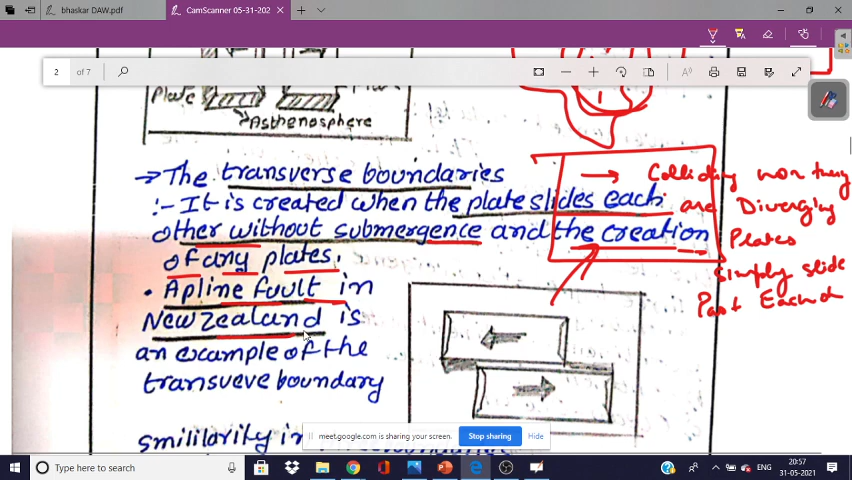 bhaskar DAW.pdf
CamScanner 05-31-202
2 of 7
Plate
Asthenosphere
→ The transverse boundaries
:- It is created when the plate slides each
other without submergence and the creation
of any plates.
• Apline fault in
New Zealand is
an example of the
transueve boundary
→ Colliding nor they
are Diverging
Plates
Simply slide
Past Each
smililarity in
meet.google.com is sharing your screen.
Stop sharing
Hide
Type here to search
ENG
20:57
31-05-2021